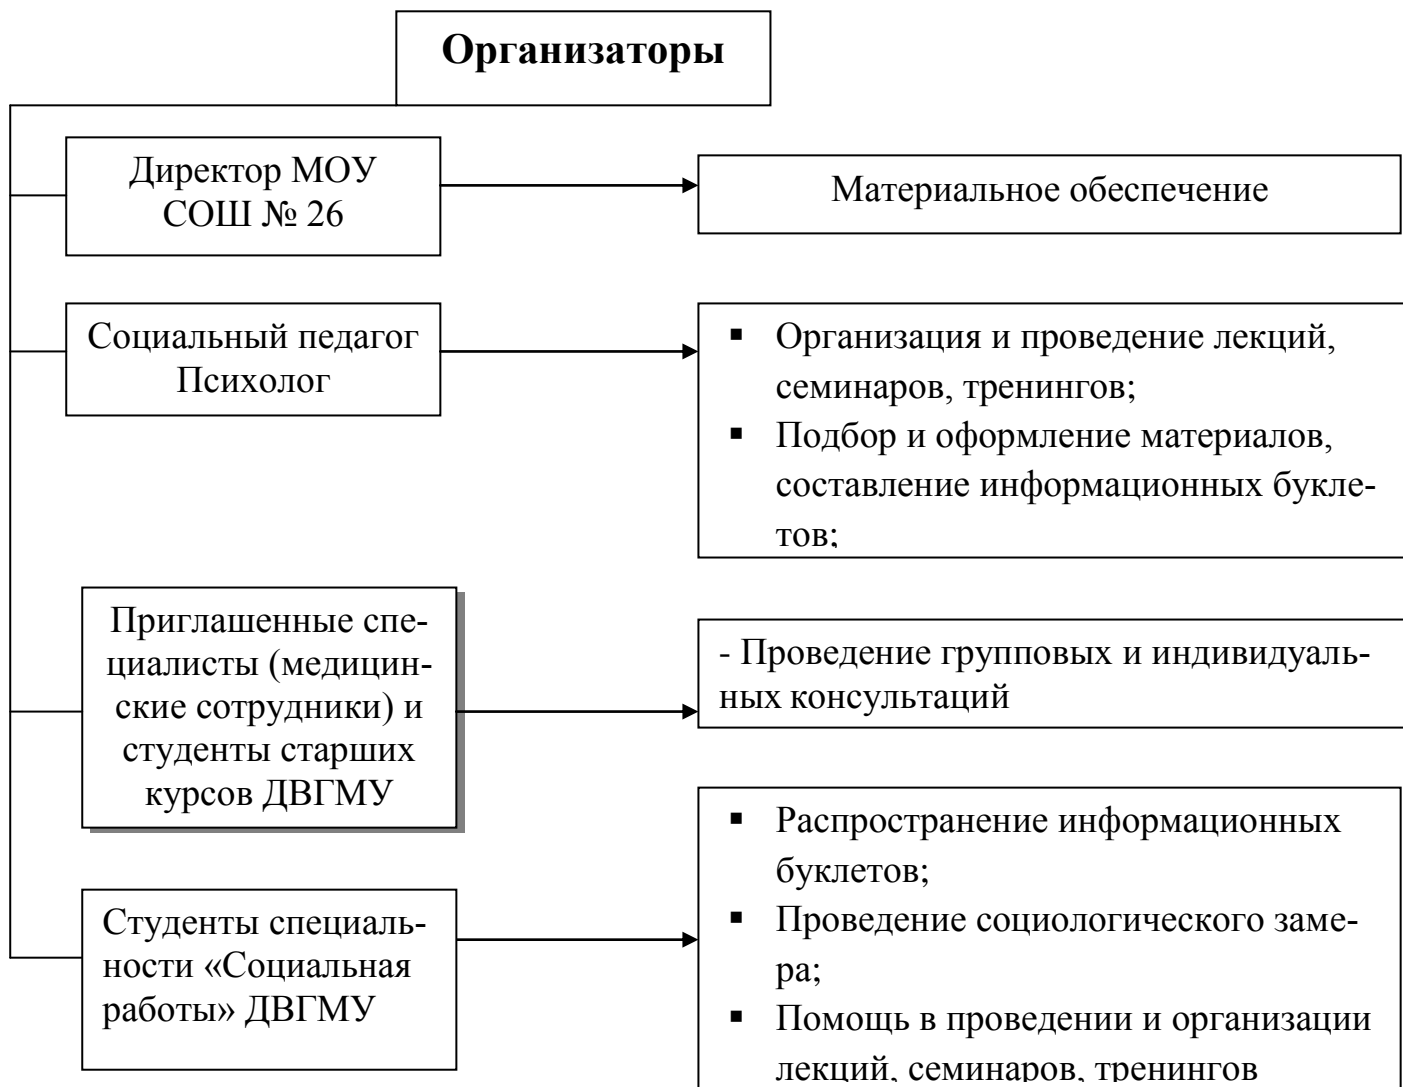 Организаторы
Директор МОУ
СОШ № 26
Материальное обеспечение
Социальный педагог
Психолог
▪ Организация и проведение лекций,
семинаров, тренингов;
▪ Подбор и оформление материалов,
составление информационных букле-
тов;
Приглашенные спе-
циалисты (медицин-
ские сотрудники) и
студенты старших
курсов ДВГМУ
- Проведение групповых и индивидуаль-
ных консультаций
Студенты специаль-
ности «Социальная
работы» ДВГМУ
▪ Распространение информационных
буклетов;
▪ Проведение социологического заме-
ра;
▪ Помощь в проведении и организации
лекций, семинаров, тренингов